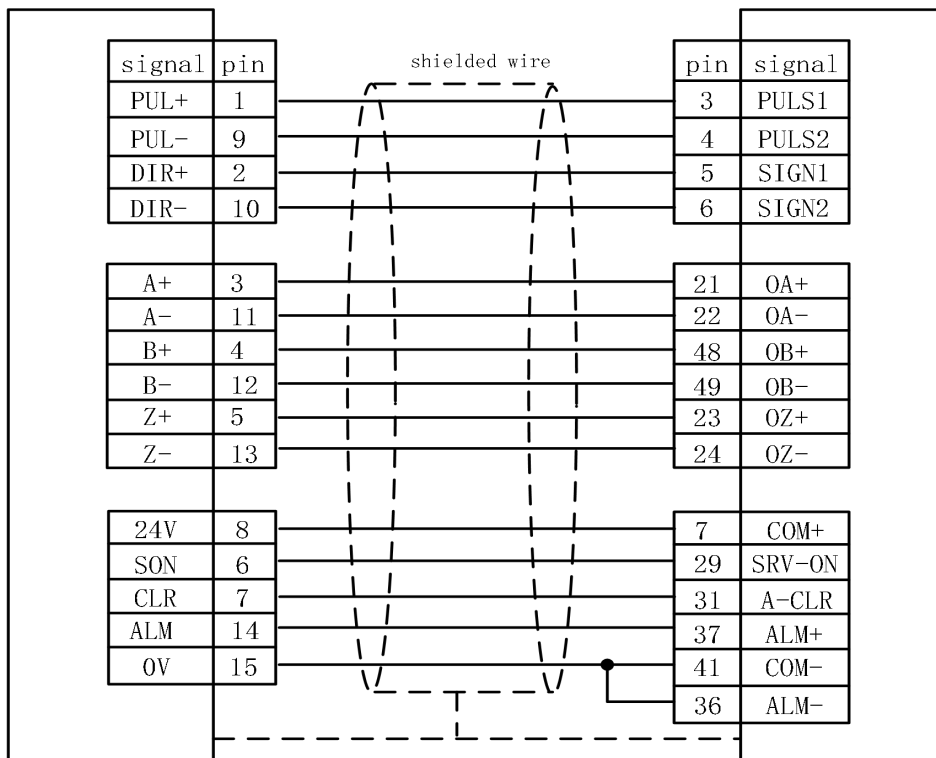 shielded wire
signal pin pin signal
PUL+ 1 3 PULS1
PUL- 9 4 PULS2
DIR+ 2 5 SIGN1
DIR- 10 6 SIGN2
A+ 3 21 OA+
A- 11 22 OA-
B+ 4 48 OB+
B- 12 49 OB-
Z+ 5 23 OZ+
Z- 13 24 OZ-
24V 8 7 COM+
SON 6 29 SRV-ON
CLR 7 31 A-CLR
ALM 14 37 ALM+
0V 15 41 COM-
36 ALM-